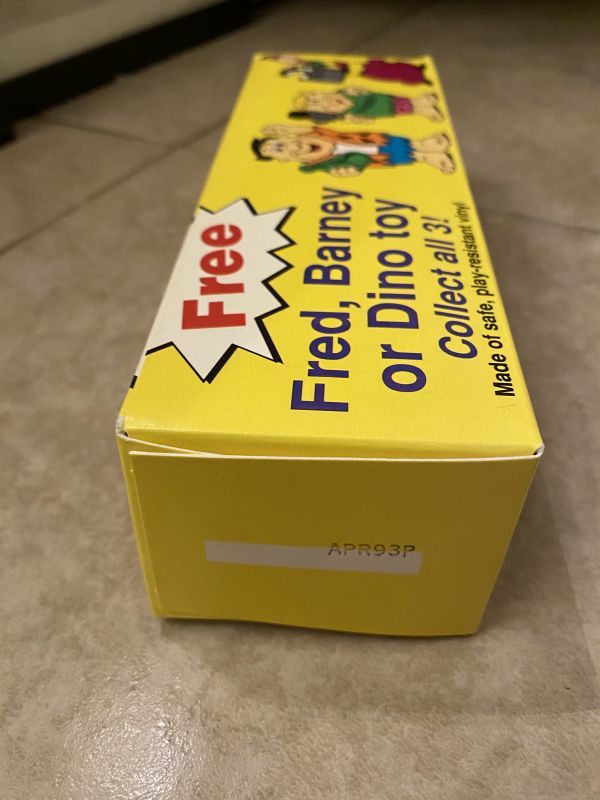 Free
Fred, Barney
or Dino toy
Collect all 3!
Made of safe, play-resistant vinyl
APR93P